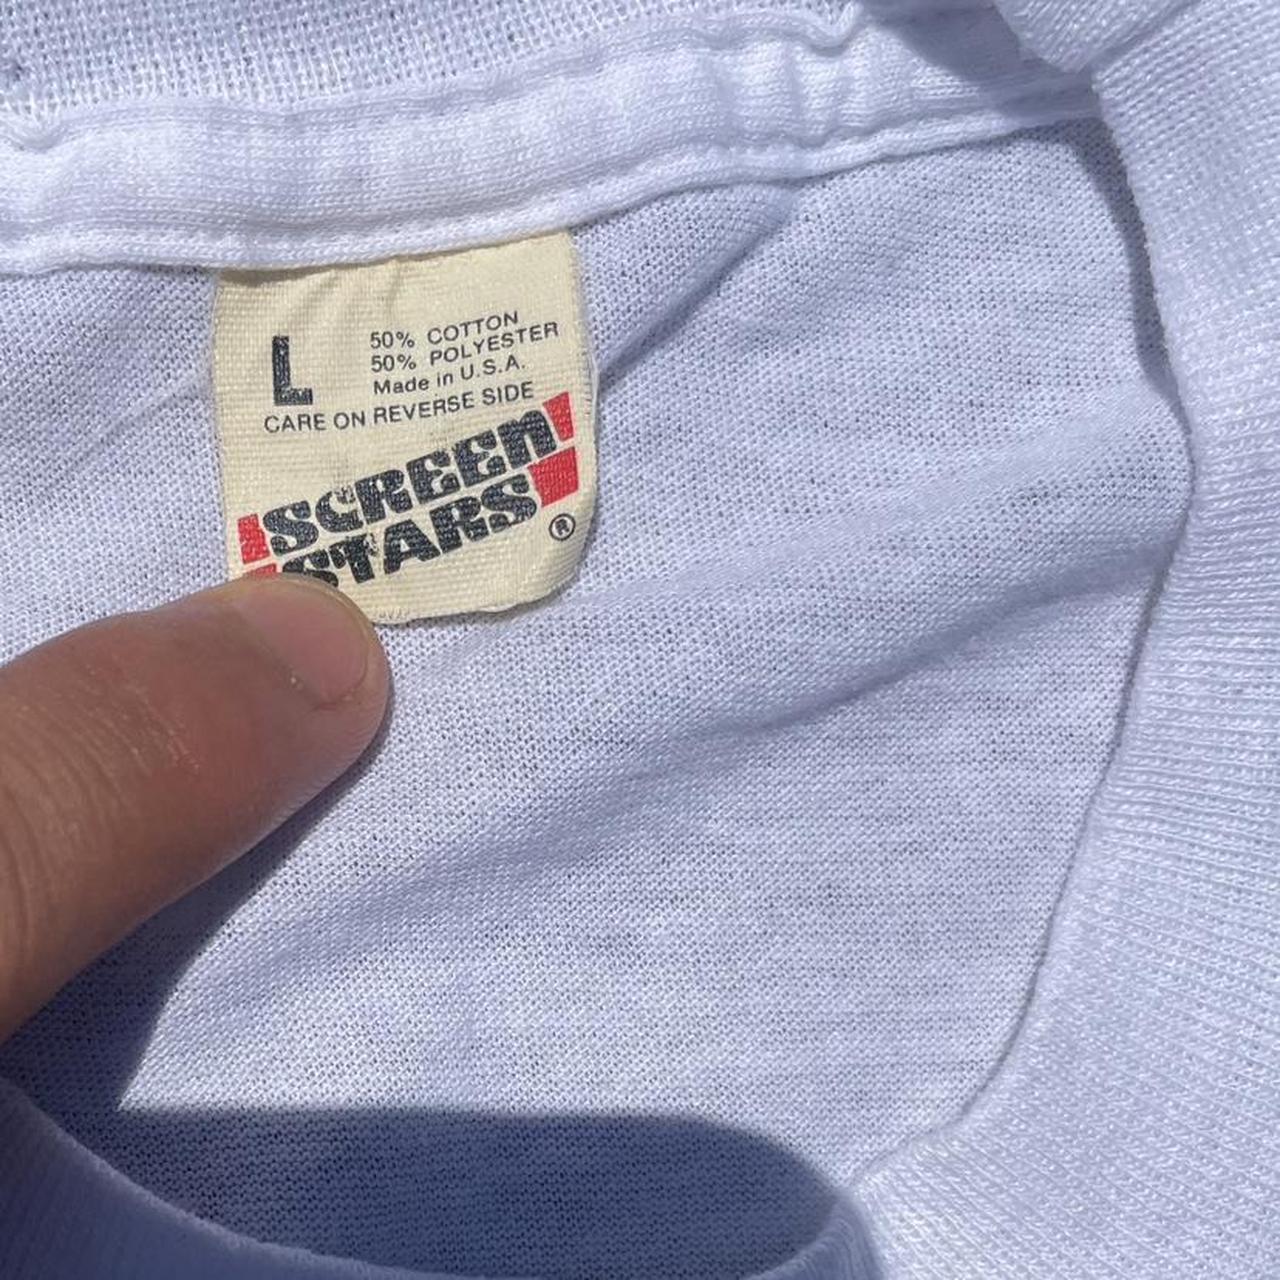 L
50% COTTON
50% POLYESTER
Made in U.S.A.
CARE ON REVERSE SIDE
SCREEN
STARS
®